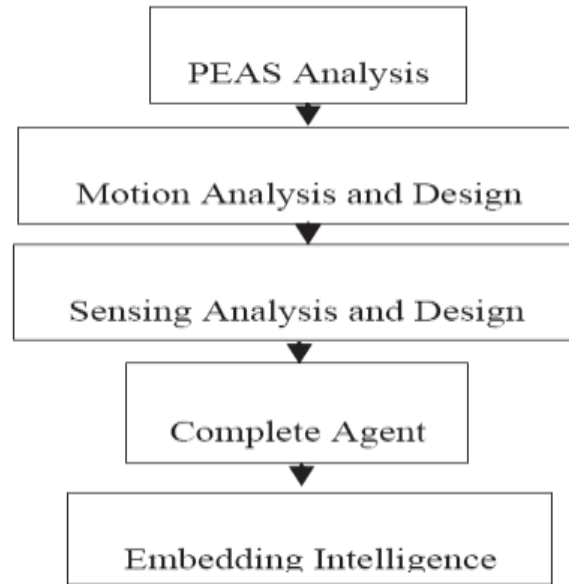 PEAS Analysis
Motion Analysis and Design
Sensing Analysis and Design
Complete Agent
Embedding Intelligence